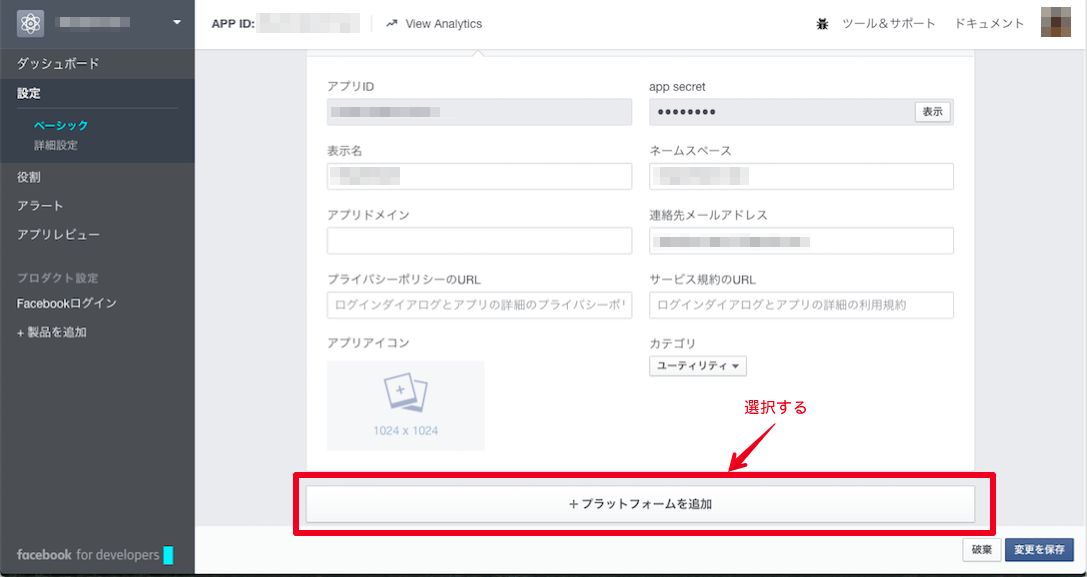 APP ID:
View Analytics
ツール＆サポート
ドキュメント
ダッシュボード
設定
ベーシック
詳細設定
役割
アラート
アプリレビュー
プロダクト設定
Facebookログイン
+ 製品を追加
facebook for developers
アプリID
app secret
●●●●●●●●
表示
表示名
ネームスペース
アプリドメイン
連絡先メールアドレス
プライバシーポリシーのURL
サービス規約のURL
ログインダイアログとアプリの詳細のプライバシーポリ
ログインダイアログとアプリの詳細の利用規約
アプリアイコン
カテゴリ
ユーティリティ
1024 x 1024
選択する
+ プラットフォームを追加
破棄
変更を保存